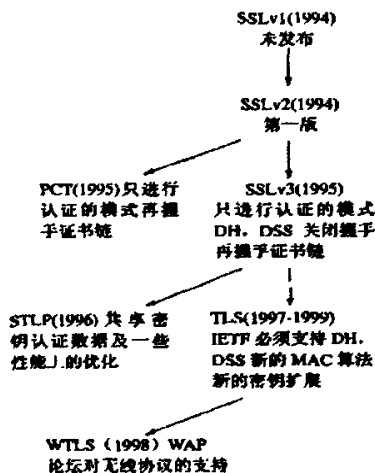 SSLv1(1994)
未发布
SSLv2(1994)
第一版
PCT(1995)只进行
认证的模式再握
手证书链
SSLv3(1995)
只进行认证的模式
DH，DSS 关闭握手
再握手证书链
STLP(1996) 共享密
钥认证数据及一些
性能上的优化
TLS(1997-1999)
IETF 必须支持 DH，
DSS 新的 MAC 算法
新的密钥扩展
WTLS（1998）WAP
论坛对无线协议的支持